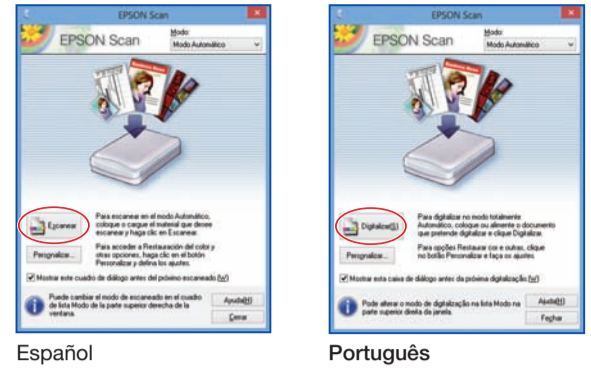 EPSON Scan
EPSON Scan
Modo:
Modo Automático
Escanear
Para escanear en el modo Automático,
coloque o cargue el material que desee
escanear y haga clic en Escanear.
Personalizar...
Para acceder a Restauración del color y
otras opciones, haga clic en el botón
Personalizar y defina los ajustes.
Mostrar este cuadro de diálogo antes del próximo escaneado.(W)
Puede cambiar el modo de escaneado en el cuadro
de lista Modo de la parte superior derecha de la
ventana.
Ayuda(H)
Cerrar
Español
EPSON Scan
EPSON Scan
Modo:
Modo Automático
Digitalizar(S)
Para digitalizar no modo totalmente
Automático, coloque ou alimente o documento
que pretende digitalizar e clique Digitalizar.
Personalizar...
Para opções Restaurar cor e outras, clique
no botão Personalizar e faça os ajustes.
Mostrar esta caixa de diálogo antes da próxima digitalização.(W)
Pode alterar o modo de digitalização na lista Modo na
parte superior direita da janela.
Ajuda(H)
Fechar
Português